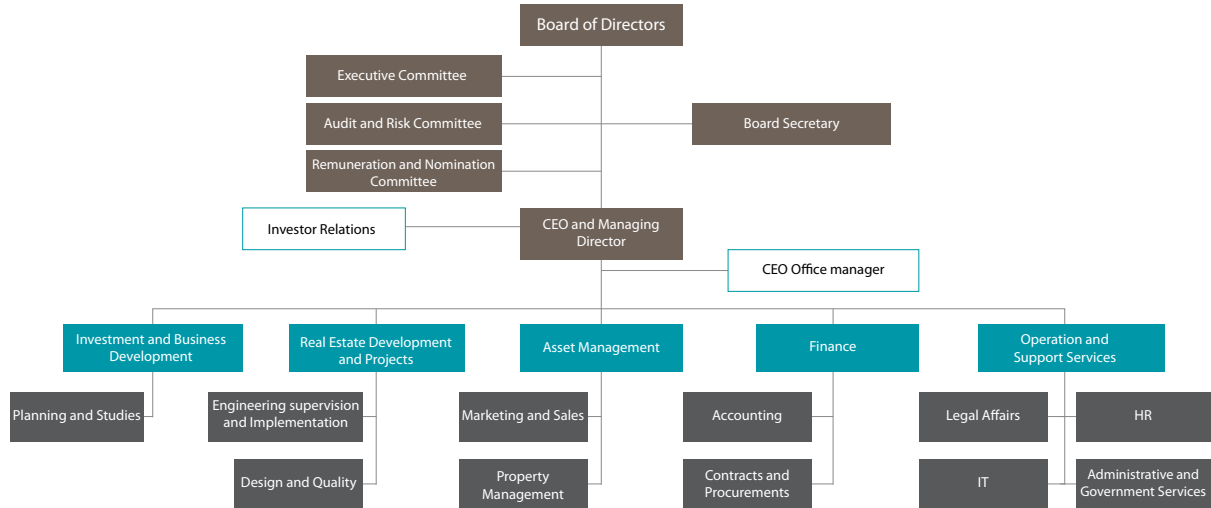 Board of Directors
Executive Committee
Audit and Risk Committee
Board Secretary
Remuneration and Nomination
Committee
Investor Relations
CEO and Managing
Director
CEO Office manager
Investment and Business
Development
Real Estate Development
and Projects
Asset Management
Finance
Operation and
Support Services
Planning and Studies
Engineering supervision
and Implementation
Marketing and Sales
Accounting
Legal Affairs
HR
Design and Quality
Property
Management
Contracts and
Procurements
IT
Administrative and
Government Services